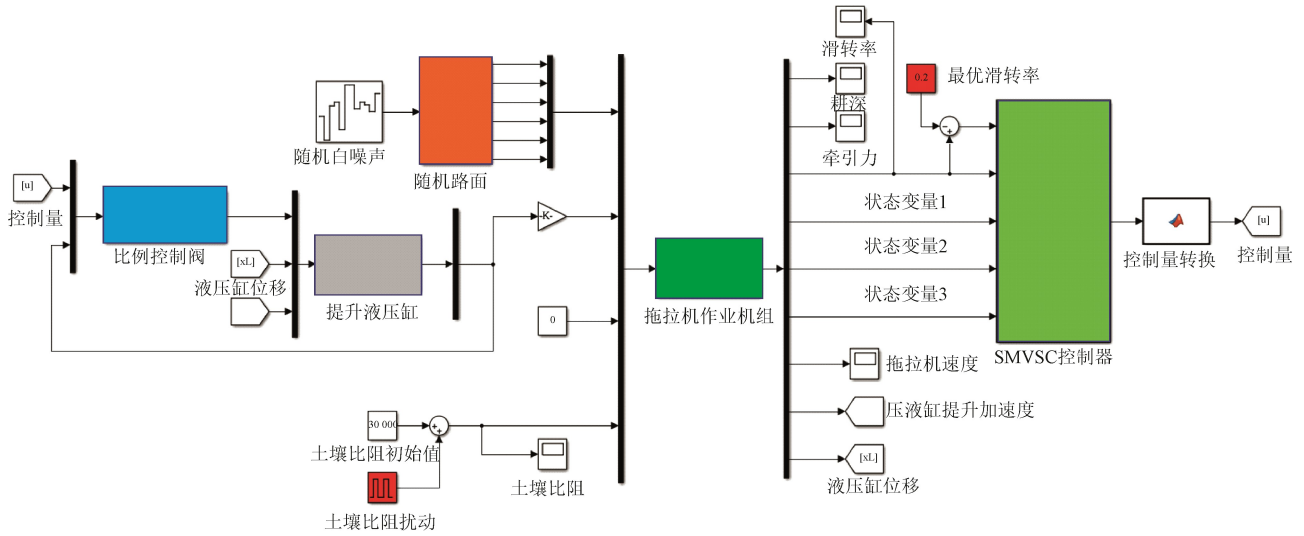 滑转率
0.2
最优滑转率
耕深
牵引力
随机白噪声
随机路面
[u]
控制量
比例控制阀
[xL]
液压缸位移
提升液压缸
-K-
0
拖拉机作业机组
状态变量1
状态变量2
状态变量3
SMVSC控制器
控制量转换
[u]
控制量
拖拉机速度
压液缸提升加速度
[xL]
液压缸位移
30 000
土壤比阻初始值
土壤比阻
土壤比阻扰动